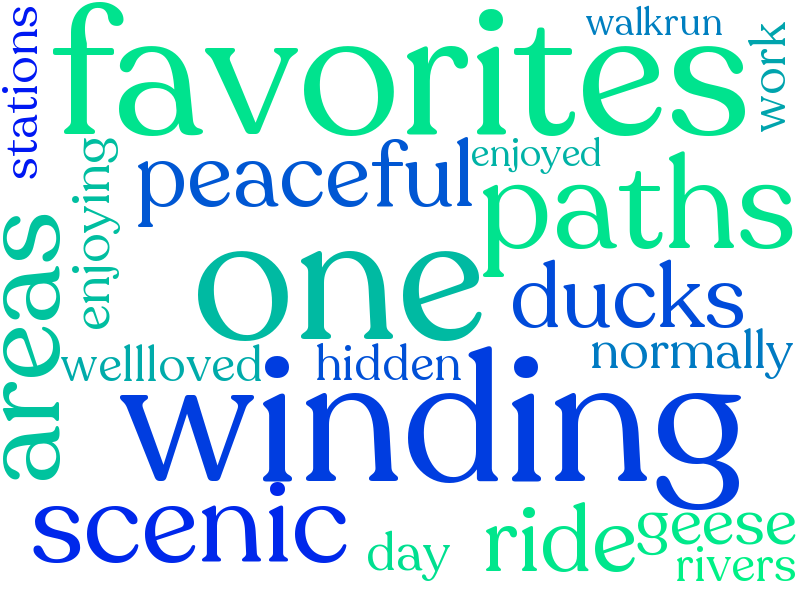 walkrun
stations
favorites
work
enjoying
peaceful
enjoyed
paths
areas
one
ducks
wellloved
hidden
normally
winding
scenic
day
ride
geese
rivers